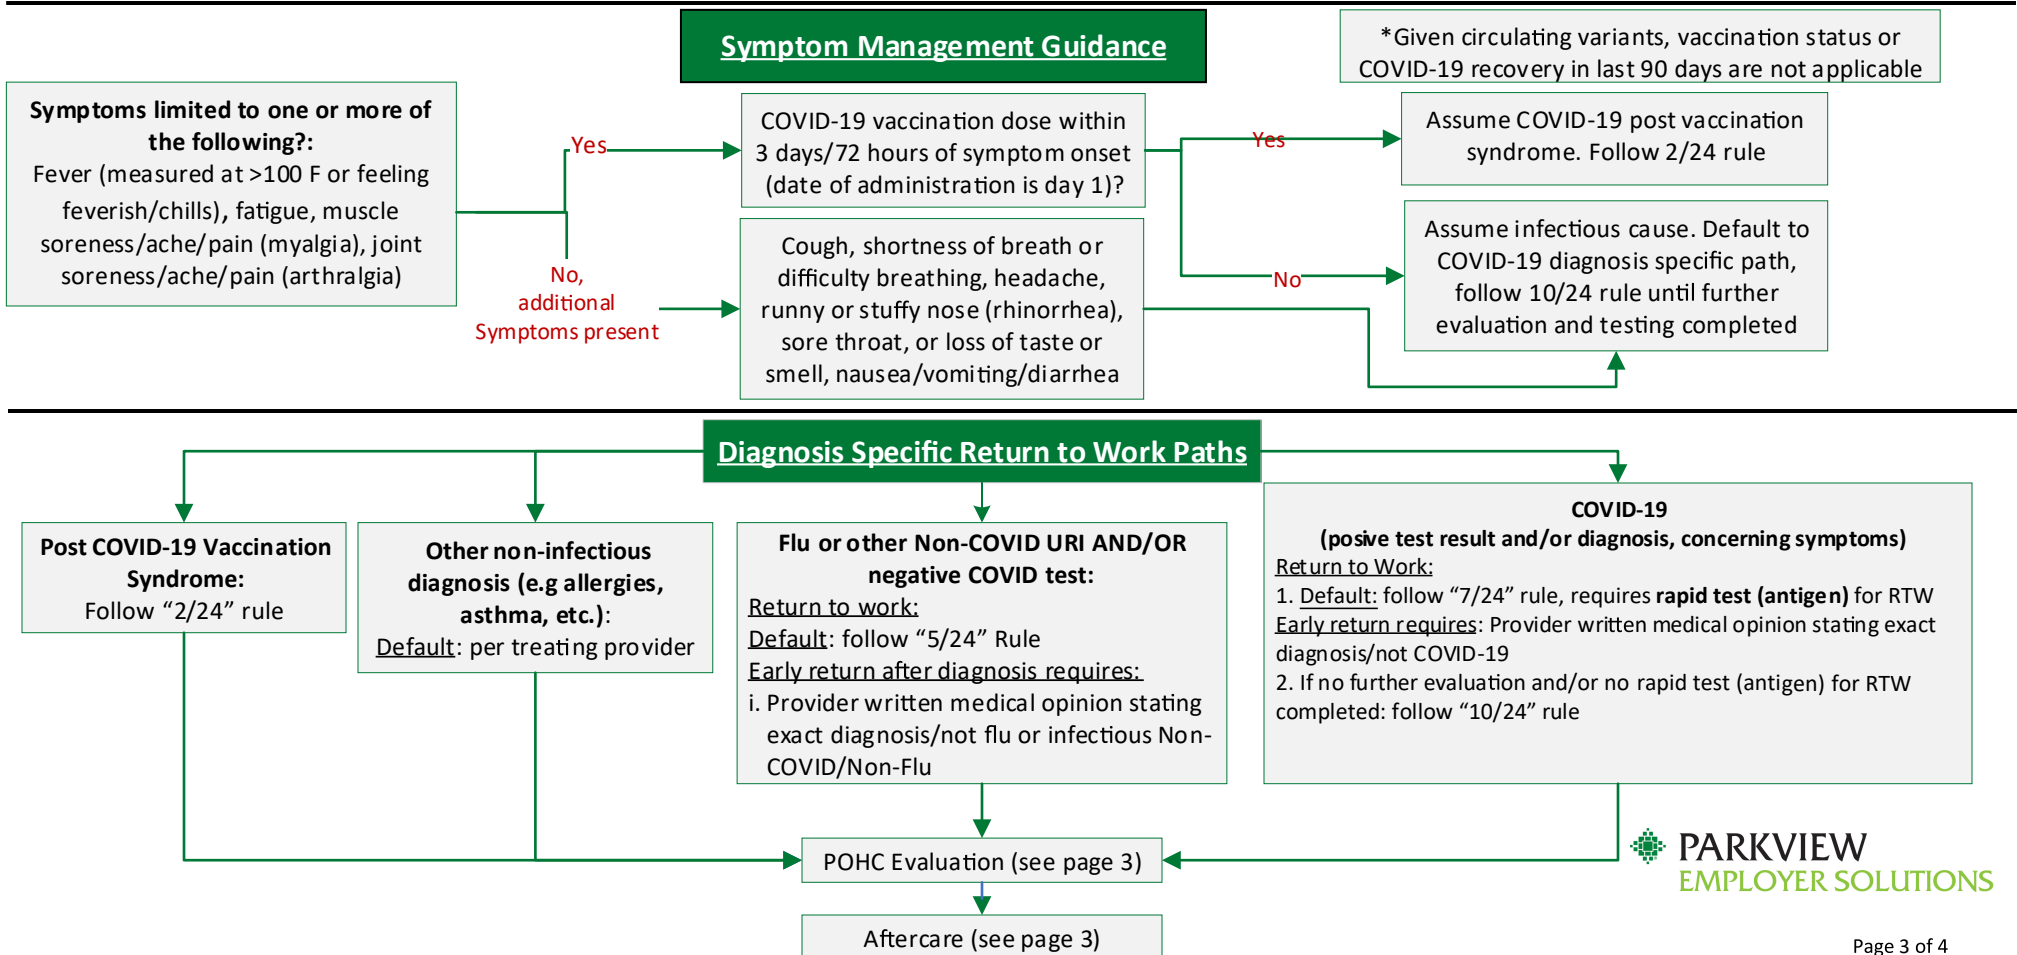 Symptom Management Guidance
*Given circulating variants, vaccination status or
COVID-19 recovery in last 90 days are not applicable
Symptoms limited to one or more of
the following?:
Fever (measured at >100 F or feeling
feverish/chills), fatigue, muscle
soreness/ache/pain (myalgia), joint
soreness/ache/pain (arthralgia)
Yes
No,
additional
Symptoms present
COVID-19 vaccination dose within
3 days/72 hours of symptom onset
(date of administration is day 1)?
Cough, shortness of breath or
difficulty breathing, headache,
runny or stuffy nose (rhinorrhea),
sore throat, or loss of taste or
smell, nausea/vomiting/diarrhea
Yes
No
Assume COVID-19 post vaccination
syndrome. Follow 2/24 rule
Assume infectious cause. Default to
COVID-19 diagnosis specific path,
follow 10/24 rule until further
evaluation and testing completed
Diagnosis Specific Return to Work Paths
Post COVID-19 Vaccination
Syndrome:
Follow “2/24” rule
Other non-infectious
diagnosis (e.g allergies,
asthma, etc.):
Default: per treating provider
Flu or other Non-COVID URI AND/OR
negative COVID test:
Return to work:
Default: follow “5/24” Rule
Early return after diagnosis requires:
i. Provider written medical opinion stating
exact diagnosis/not flu or infectious Non-
COVID/Non-Flu
COVID-19
(posive test result and/or diagnosis, concerning symptoms)
Return to Work:
1. Default: follow “7/24” rule, requires rapid test (antigen) for RTW
Early return requires: Provider written medical opinion stating exact
diagnosis/not COVID-19
2. If no further evaluation and/or no rapid test (antigen) for RTW
completed: follow “10/24” rule
POHC Evaluation (see page 3)
Aftercare (see page 3)
PARKVIEW
EMPLOYER SOLUTIONS
Page 3 of 4